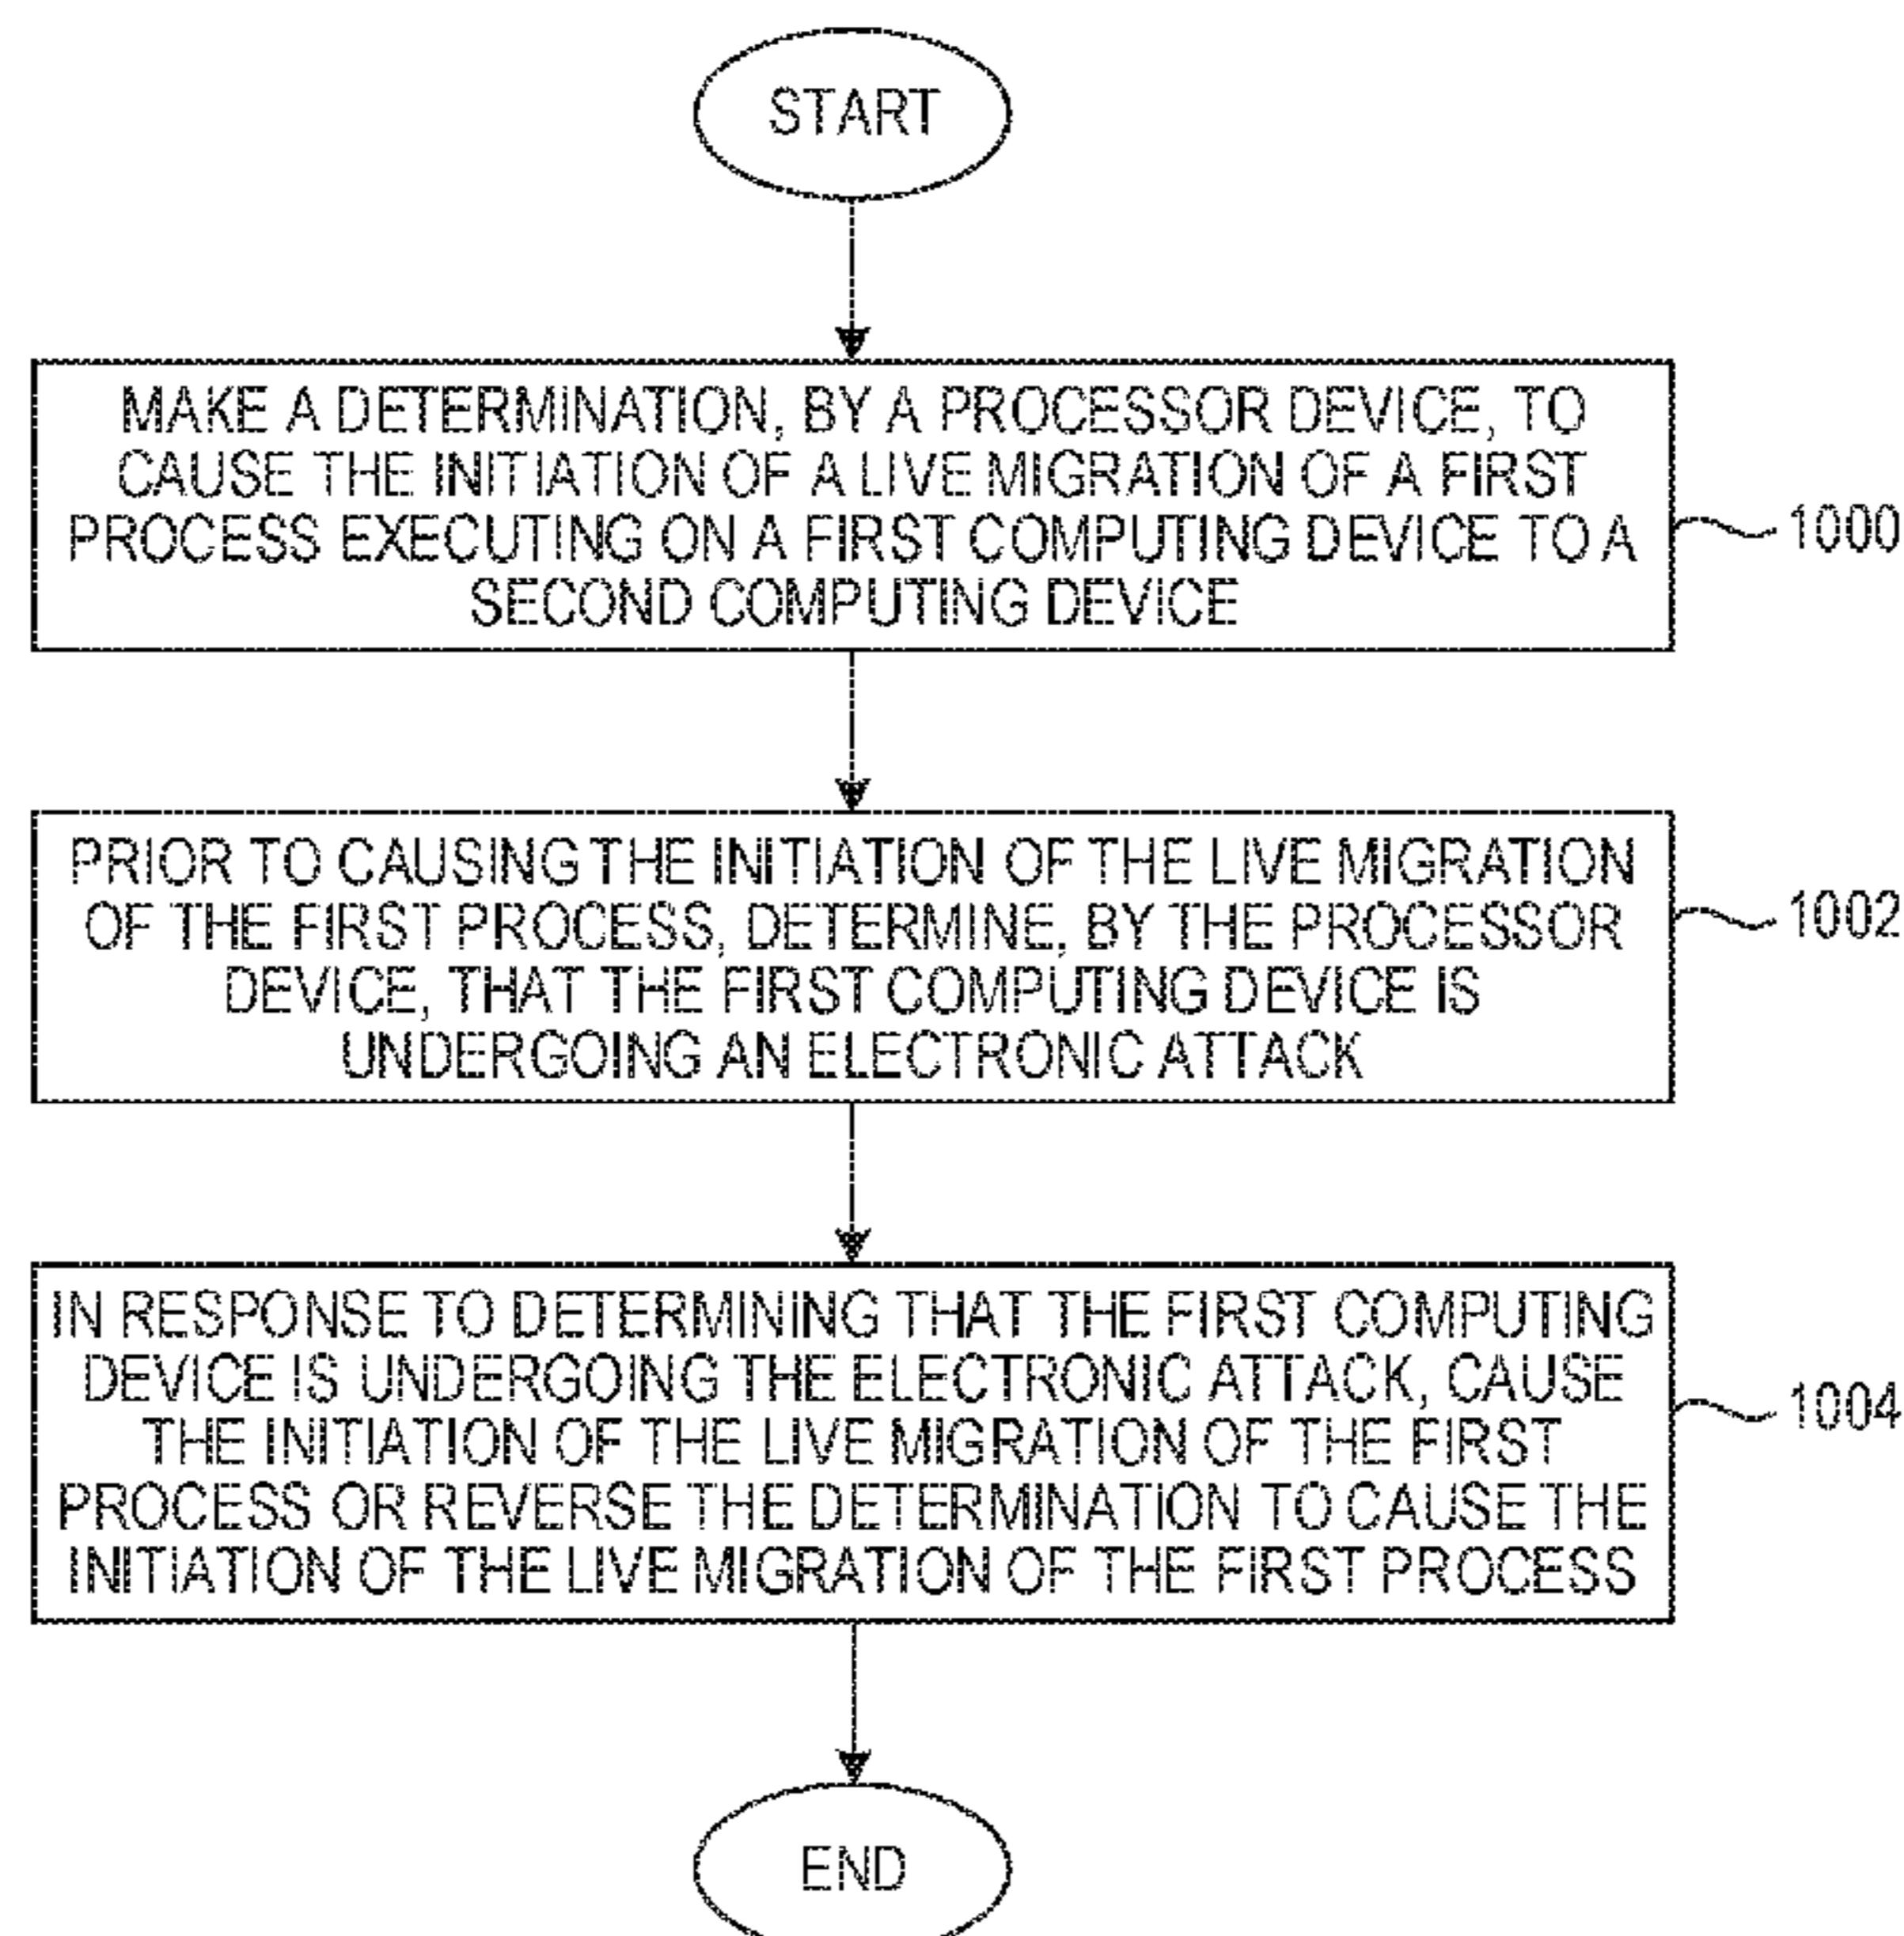 START
MAKE A DETERMINATION, BY A PROCESSOR DEVICE, TO
CAUSE THE INITIATION OF A LIVE MIGRATION OF A FIRST
PROCESS EXECUTING ON A FIRST COMPUTING DEVICE TO A
SECOND COMPUTING DEVICE
1000
PRIOR TO CAUSING THE INITIATION OF THE LIVE MIGRATION
OF THE FIRST PROCESS, DETERMINE, BY THE PROCESSOR
DEVICE, THAT THE FIRST COMPUTING DEVICE IS
UNDERGOING AN ELECTRONIC ATTACK
1002
IN RESPONSE TO DETERMINING THAT THE FIRST COMPUTING
DEVICE IS UNDERGOING THE ELECTRONIC ATTACK, CAUSE
THE INITIATION OF THE LIVE MIGRATION OF THE FIRST
PROCESS OR REVERSE THE DETERMINATION TO CAUSE THE
INITIATION OF THE LIVE MIGRATION OF THE FIRST PROCESS
1004
END